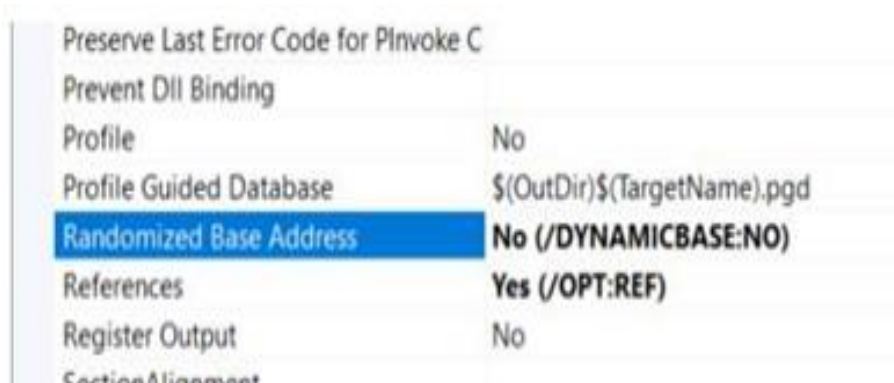 Preserve Last Error Code for PInvoke C
Prevent Dll Binding
Profile No
Profile Guided Database $(OutDir)$(TargetName).pgd
Randomized Base Address No (/DYNAMICBASE:NO)
References Yes (/OPT:REF)
Register Output No
SectionAlignment